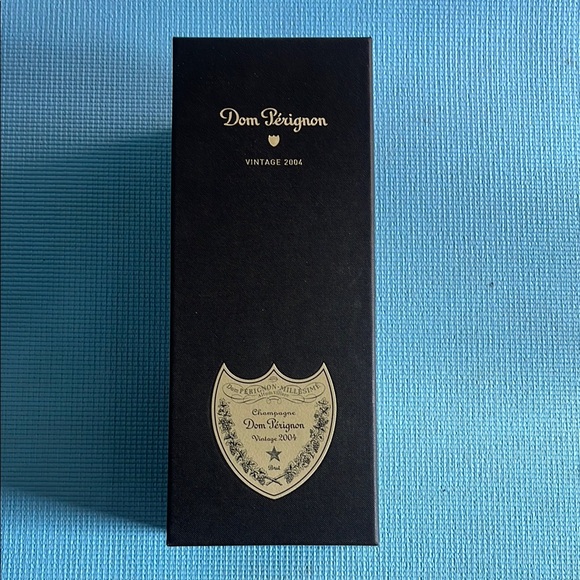 Dom Pérignon
VINTAGE 2004
Dom PÉRIGNON-MILLÉSIME
Champagne
Dom Pérignon
Vintage 2004
Brut